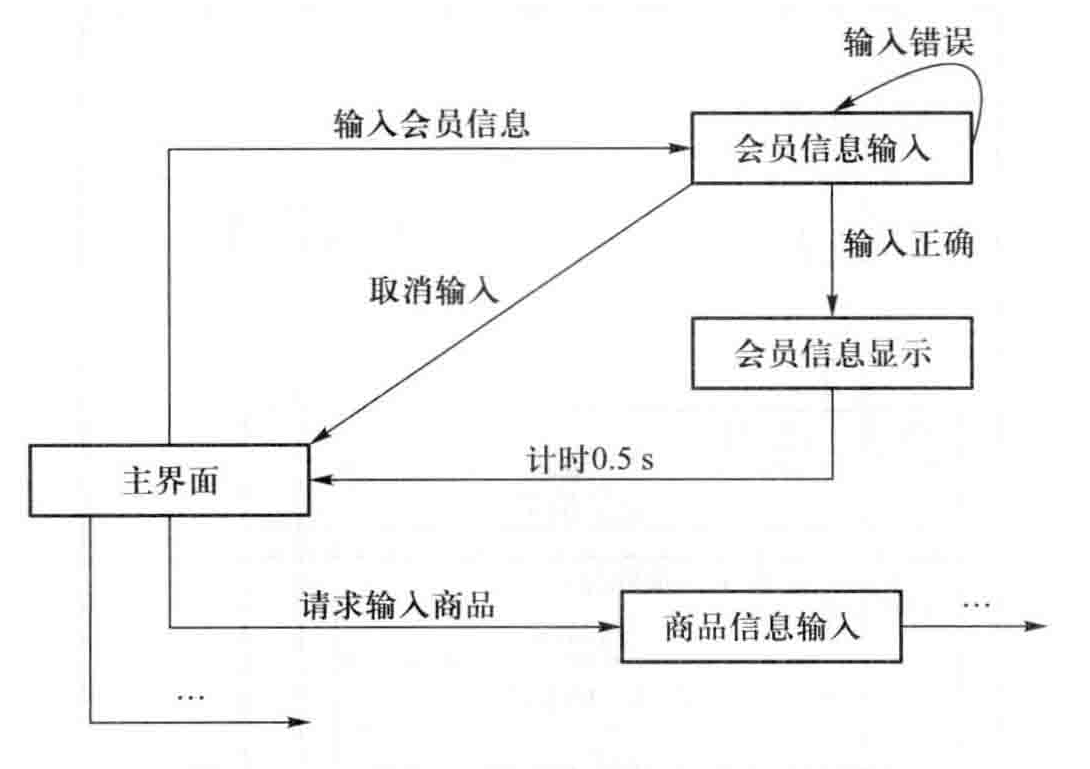 输入错误
输入会员信息
会员信息输入
输入正确
取消输入
会员信息显示
计时0.5 s
主界面
请求输入商品
…
商品信息输入
…